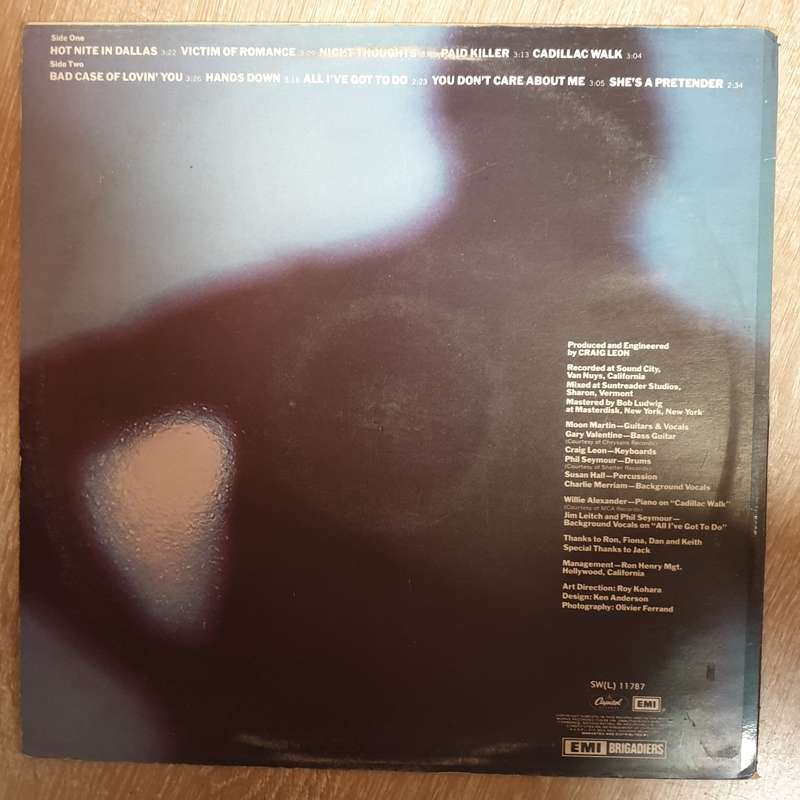 Side One
HOT NITE IN DALLAS 3:22 VICTIM OF ROMANCE 3:09 NIGHT THOUGHTS PAID KILLER 3:13 CADILLAC WALK 3:04
Side Two
BAD CASE OF LOVIN' YOU 3:26 HANDS DOWN ALL I'VE GOT TO DO 2:23 YOU DON'T CARE ABOUT ME 3:05 SHE'S A PRETENDER 2:34
Produced and Engineered
by CRAIG LEON
Recorded at Sound City,
Van Nuys, California
Mixed at Suntreader Studios,
Sharon, Vermont
Mastered by Bob Ludwig
at Masterdisk, New York, New York
Moon Martin—Guitars & Vocals
Gary Valentine—Bass Guitar
(Courtesy of Chrysalis Records)
Craig Leon—Keyboards
Phil Seymour—Drums
(Courtesy of Shelter Records)
Susan Hall—Percussion
Charlie Merriam—Background Vocals
Willie Alexander—Piano on "Cadillac Walk"
(Courtesy of MCA Records)
Jim Leitch and Phil Seymour—
Background Vocals on "All I've Got To Do"
Thanks to Ron, Fiona, Dan and Keith
Special Thanks to Jack
Management—Ron Henry Mgt.
Hollywood, California
Art Direction: Roy Kohara
Design: Ken Anderson
Photography: Olivier Ferrand
SW(L) 11787
Capitol EMI
EMI BRIGADIERS